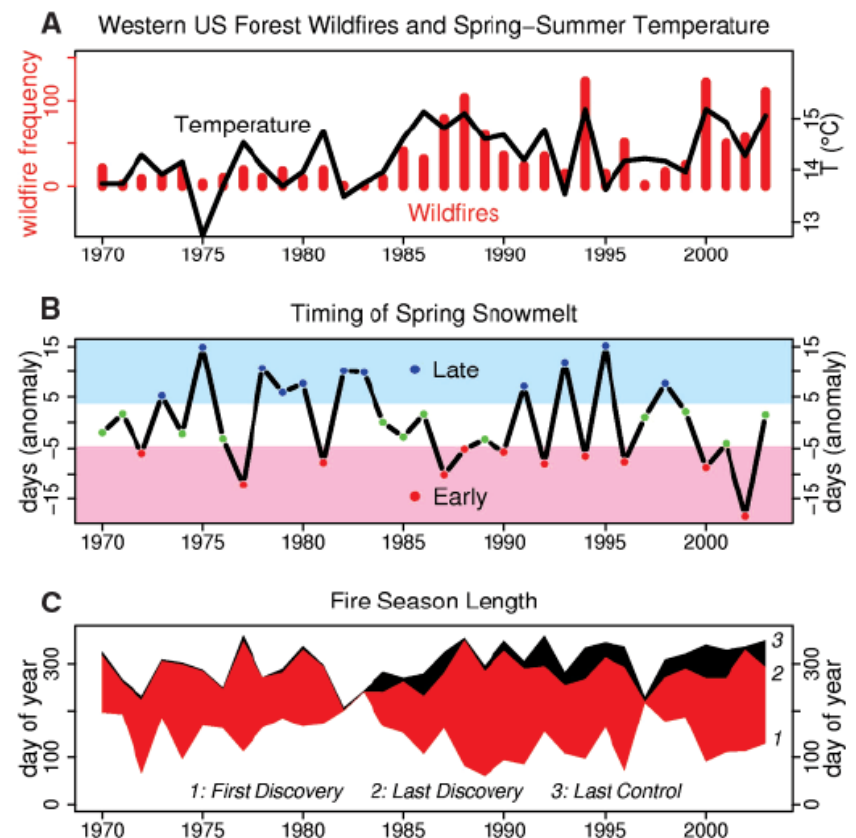 A
Western US Forest Wildfires and Spring−Summer Temperature
wildfire frequency
100
0
Temperature
Wildfires
15
14
13
T (°C)
1970 1975 1980 1985 1990 1995 2000
B
Timing of Spring Snowmelt
days (anomaly)
15
5
−5
−15
Late
Early
15
5
−5
−15
days (anomaly)
1970 1975 1980 1985 1990 1995 2000
C
Fire Season Length
day of year
300
100
0
3
2
1
1: First Discovery 2: Last Discovery 3: Last Control
300
100
0
day of year
1970 1975 1980 1985 1990 1995 2000